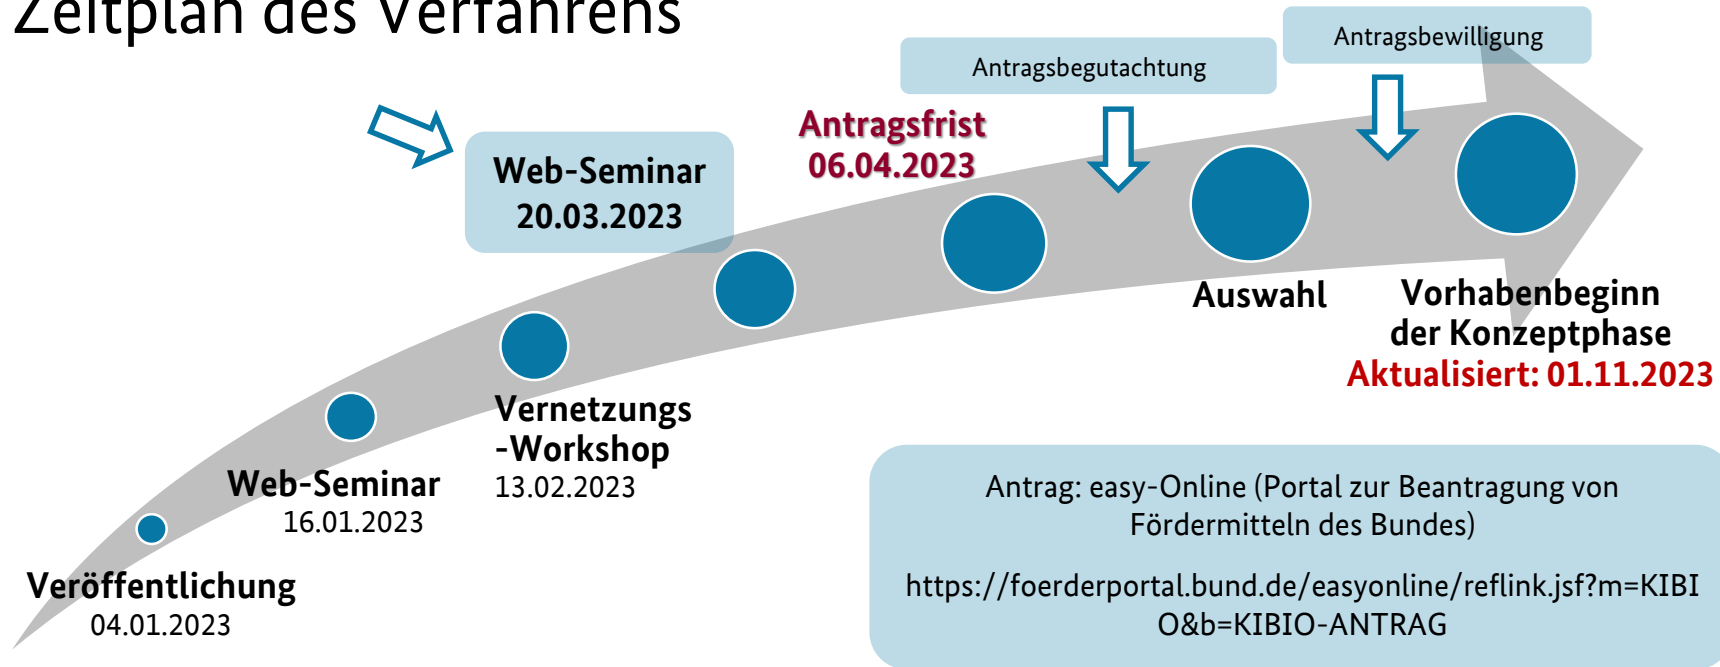 Zeitplan des Verfahrens
Antragsbegutachtung
Antragsbewilligung
Antragsfrist
06.04.2023
Web-Seminar
20.03.2023
Auswahl
Vorhabenbeginn
der Konzeptphase
Aktualisiert: 01.11.2023
Vernetzungs
-Workshop
13.02.2023
Web-Seminar
16.01.2023
Veröffentlichung
04.01.2023
Antrag: easy-Online (Portal zur Beantragung von
Fördermitteln des Bundes)
https://foerderportal.bund.de/easyonline/reflink.jsf?m=KIBI
O&b=KIBIO-ANTRAG